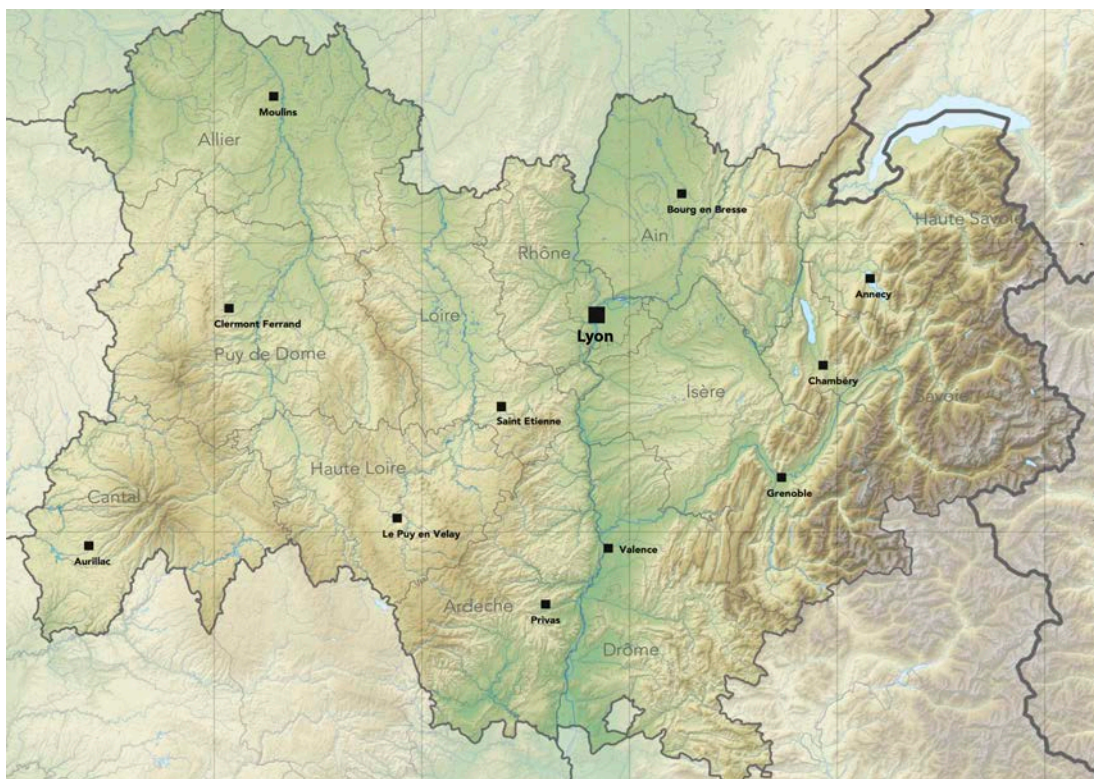 Moulins
Allier
Bourg en Bresse
Haute Savoie
Ain
Rhône
Annecy
Clermont Ferrand
Loire
Lyon
Puy de Dome
Chambéry
Isère
Savoie
Saint Etienne
Haute Loire
Grenoble
Cantal
Le Puy en Velay
Aurillac
Valence
Ardeche
Privas
Drôme